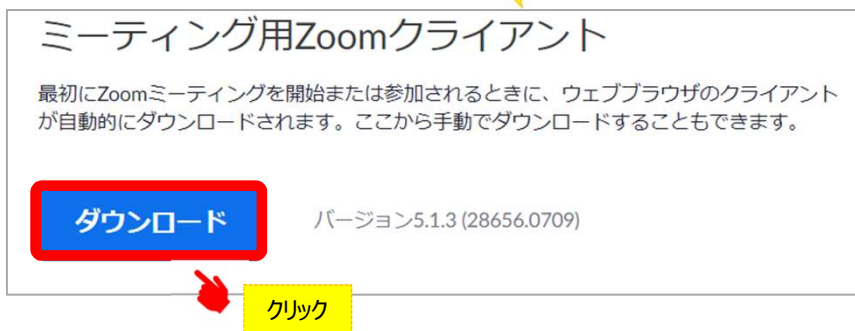 ミーティング用Zoomクライアント
最初にZoomミーティングを開始または参加されるときに、ウェブブラウザのクライアント
が自動的にダウンロードされます。ここから手動でダウンロードすることもできます。
ダウンロード バージョン5.1.3 (28656.0709)
クリック